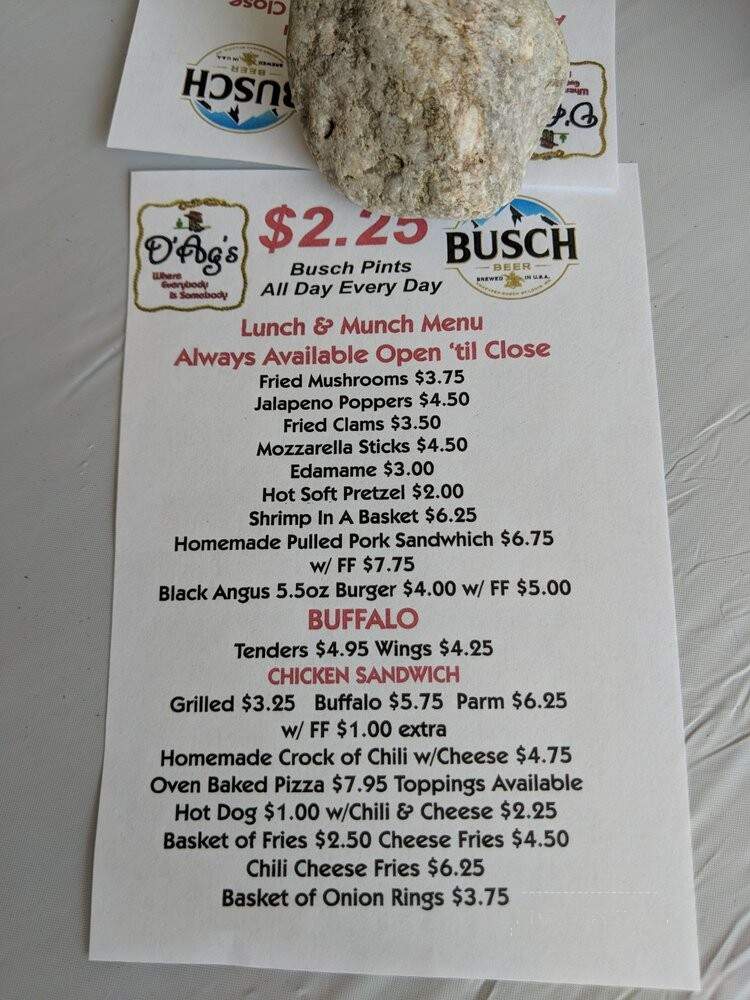 Close
BUSCH
BEER
BREWED IN U.S.A.
D'Ag's
$2.25
Busch Pints
All Day Every Day
D'Ag's
Where
Everybody
Is Somebody
BUSCH
BEER
BREWED IN U.S.A.
Lunch & Munch Menu
Always Available Open 'til Close
Fried Mushrooms $3.75
Jalapeno Poppers $4.50
Fried Clams $3.50
Mozzarella Sticks $4.50
Edamame $3.00
Hot Soft Pretzel $2.00
Shrimp In A Basket $6.25
Homemade Pulled Pork Sandwhich $6.75
w/ FF $7.75
Black Angus 5.5oz Burger $4.00 w/ FF $5.00
BUFFALO
Tenders $4.95 Wings $4.25
CHICKEN SANDWICH
Grilled $3.25 Buffalo $5.75 Parm $6.25
w/ FF $1.00 extra
Homemade Crock of Chili w/Cheese $4.75
Oven Baked Pizza $7.95 Toppings Available
Hot Dog $1.00 w/Chili & Cheese $2.25
Basket of Fries $2.50 Cheese Fries $4.50
Chili Cheese Fries $6.25
Basket of Onion Rings $3.75